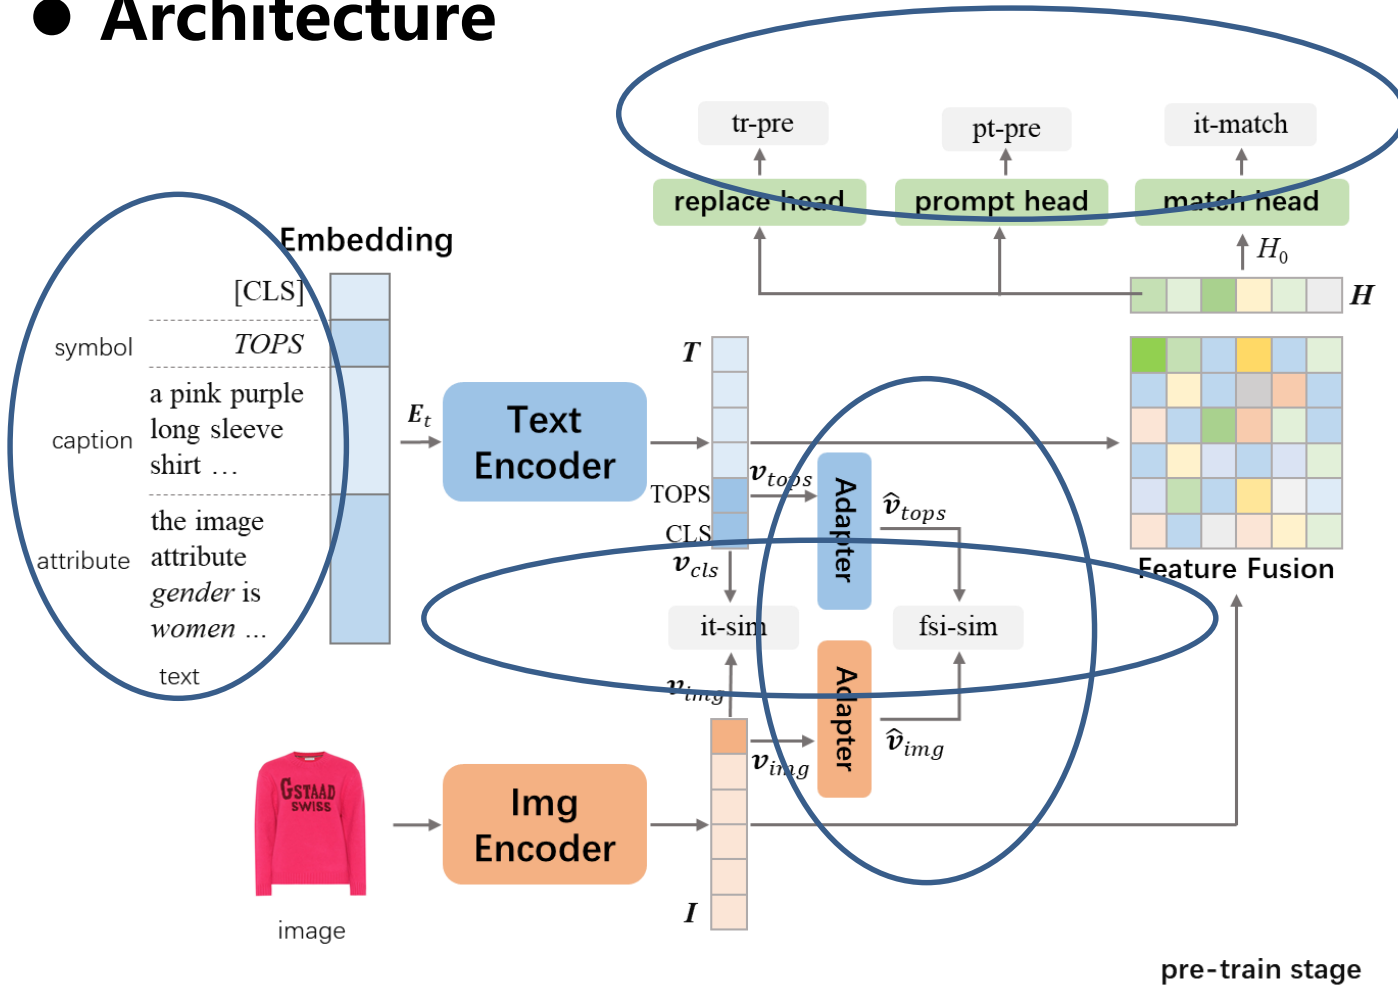 ● Architecture
tr-pre
pt-pre
it-match
replace head
prompt head
match head
H0
H
Embedding
[CLS]
symbol
TOPS
caption
a pink purple
long sleeve
shirt …
attribute
the image
attribute
gender is
women ...
text
Et
Text
Encoder
T
TOPS
CLS
vtops
vcls
Adapter
v̂tops
it-sim
fsi-sim
Feature Fusion
vimg
vimg
Adapter
v̂img
GSTAAD
SWISS
image
Img
Encoder
I
pre-train stage